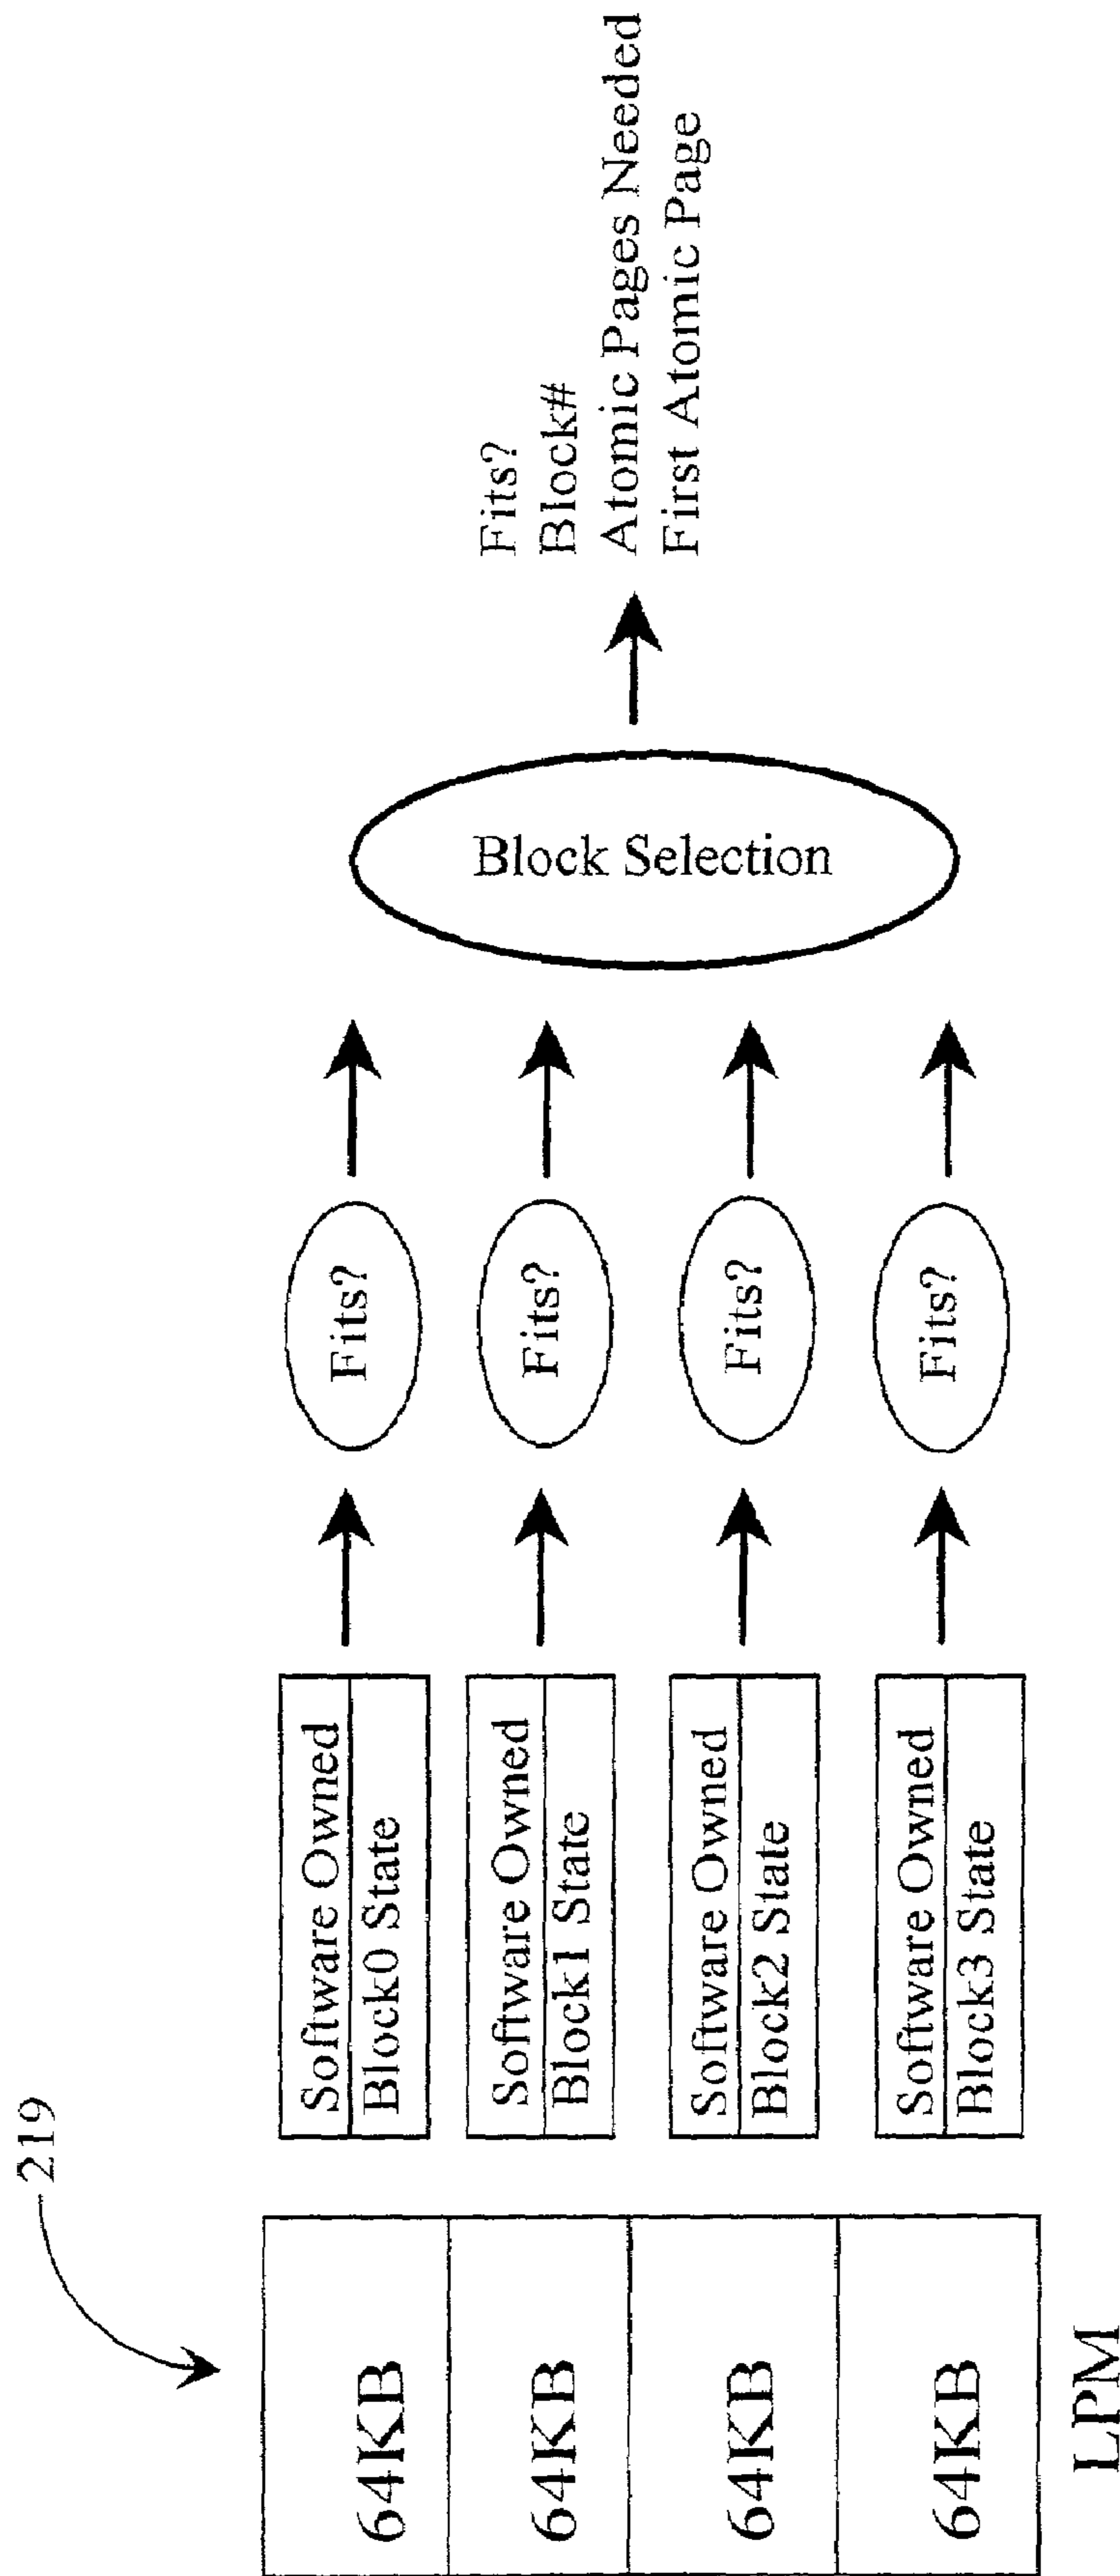 219
64KB
64KB
64KB
64KB
LPM
Software Owned
Block0 State
Software Owned
Block1 State
Software Owned
Block2 State
Software Owned
Block3 State
Fits?
Fits?
Fits?
Fits?
Block Selection
Fits?
Block#
Atomic Pages Needed
First Atomic Page